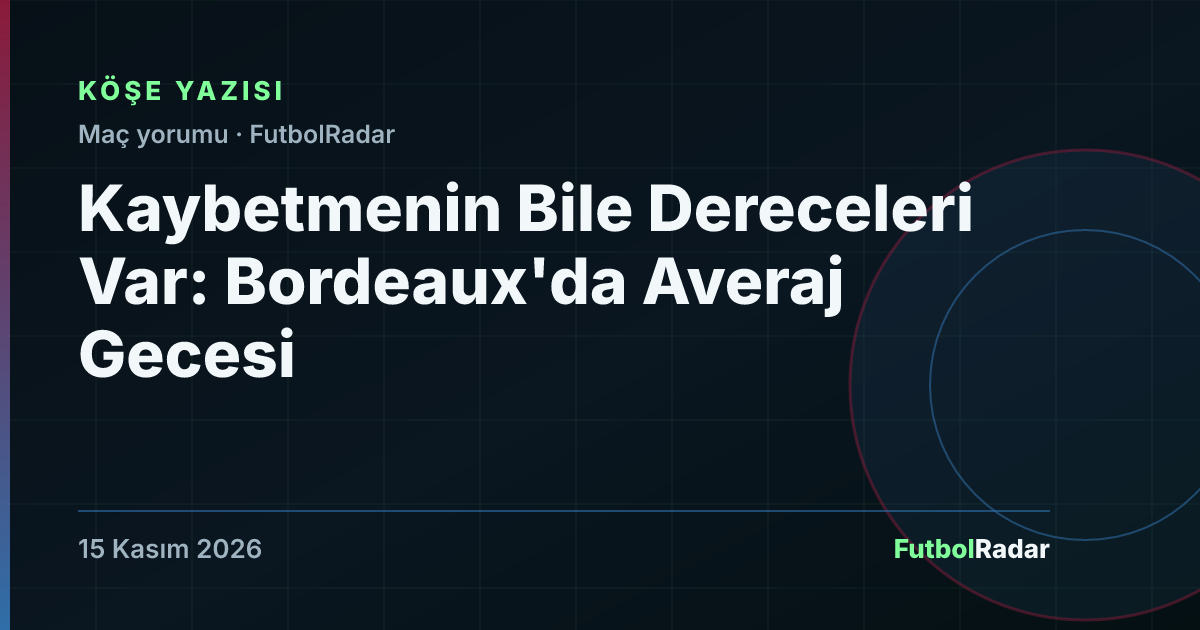 KÖŞE YAZISI
Maç yorumu · FutbolRadar
Kaybetmenin Bile Dereceleri
Var: Bordeaux'da Averaj
Gecesi
15 Kasım 2026
FutbolRadar